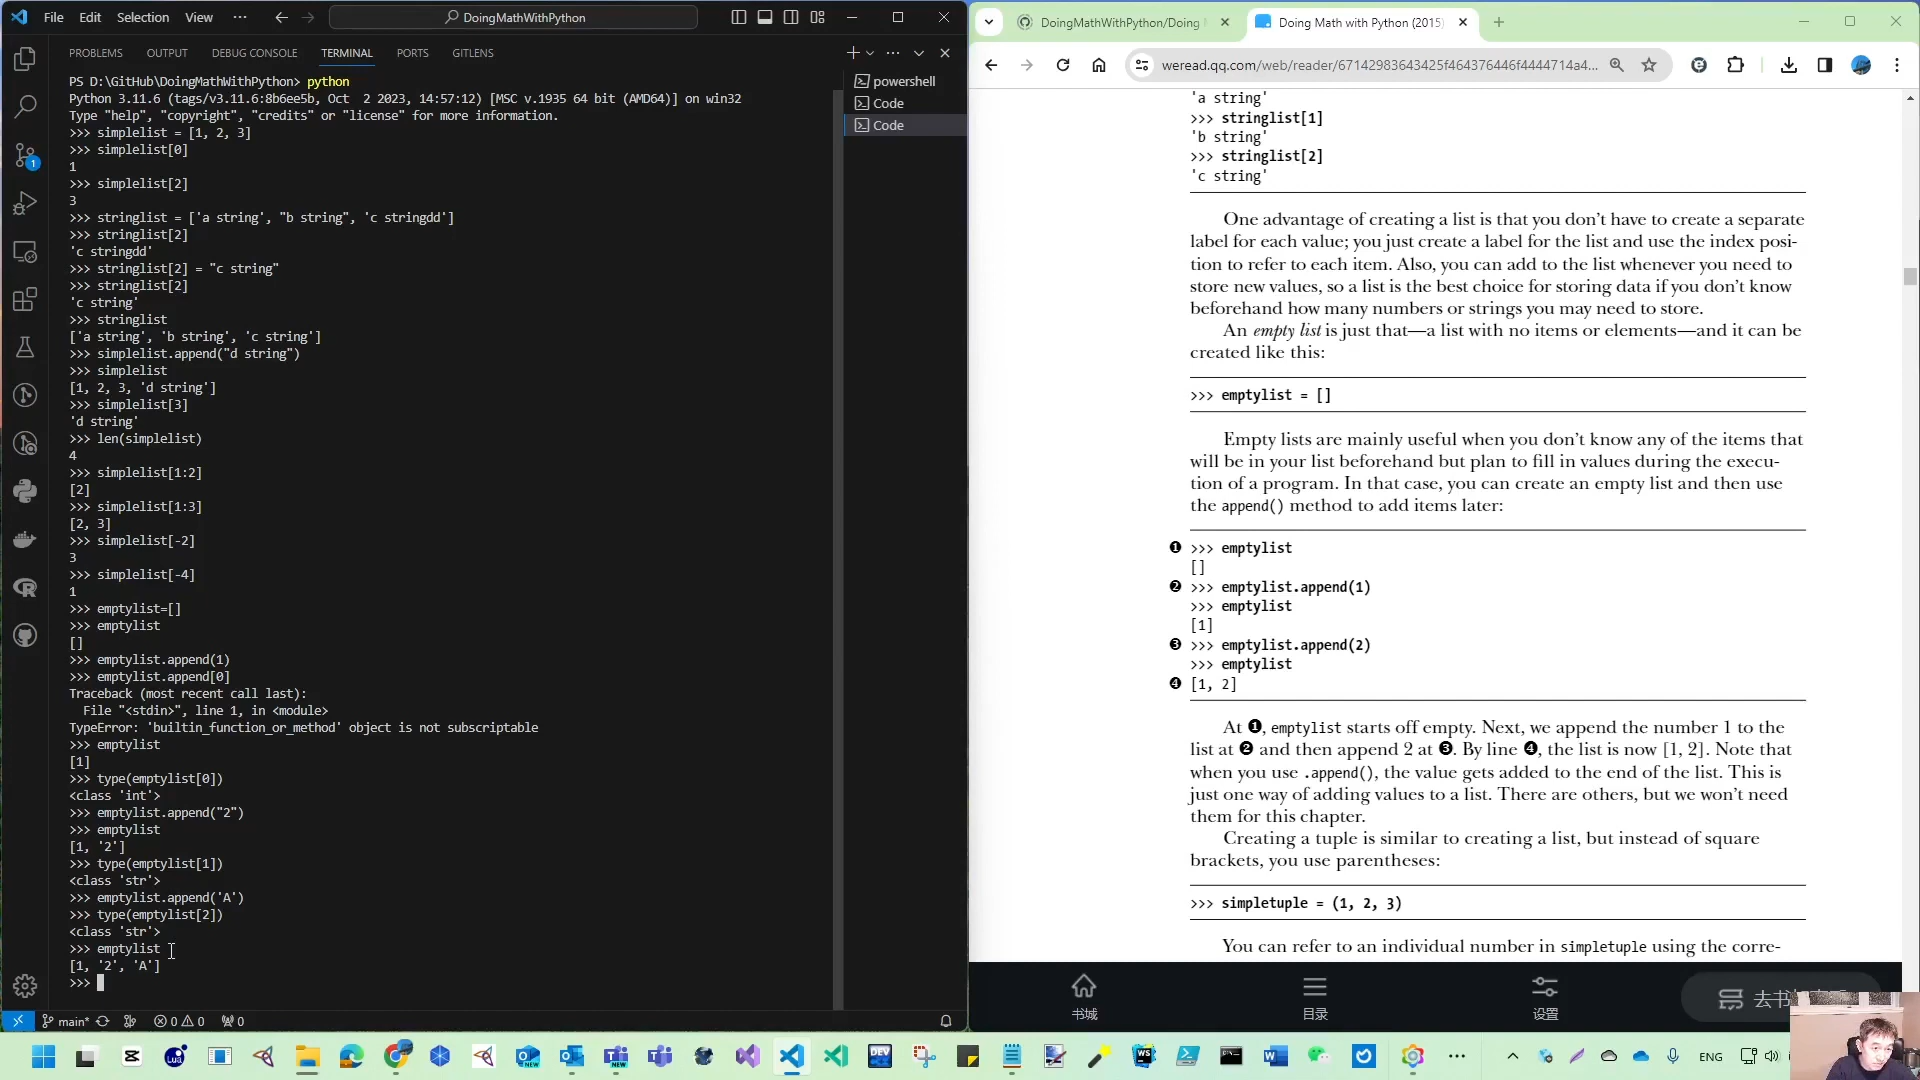 File Edit Selection View ··· DoingMathWithPython
PROBLEMS OUTPUT DEBUG CONSOLE TERMINAL PORTS GITLENS
PS D:\GitHub\DoingMathWithPython> python
Python 3.11.6 (tags/v3.11.6:8b6ee5b, Oct  2 2023, 14:57:12) [MSC v.1935 64 bit (AMD64)] on win32
Type "help", "copyright", "credits" or "license" for more information.
>>> simplelist = [1, 2, 3]
>>> simplelist[0]
1
>>> simplelist[2]
3
>>> stringlist = ['a string', "b string", 'c stringdd']
>>> stringlist[2]
'c stringdd'
>>> stringlist[2] = "c string"
>>> stringlist[2]
'c string'
>>> stringlist
['a string', 'b string', 'c string']
>>> simplelist.append("d string")
>>> simplelist
[1, 2, 3, 'd string']
>>> simplelist[3]
'd string'
>>> len(simplelist)
4
>>> simplelist[1:2]
[2]
>>> simplelist[1:3]
[2, 3]
>>> simplelist[-2]
3
>>> simplelist[-4]
1
>>> emptylist=[]
>>> emptylist
[]
>>> emptylist.append(1)
>>> emptylist.append[0]
Traceback (most recent call last):
  File "<stdin>", line 1, in <module>
TypeError: 'builtin_function_or_method' object is not subscriptable
>>> emptylist
[1]
>>> type(emptylist[0])
<class 'int'>
>>> emptylist.append("2")
>>> emptylist
[1, '2']
>>> type(emptylist[1])
<class 'str'>
>>> emptylist.append('A')
>>> type(emptylist[2])
<class 'str'>
>>> emptylist
[1, '2', 'A']
>>>
powershell
Code
Code
1
main* 0 0 0
DoingMathWithPython/Doing Doing Math with Python (2015)
weread.qq.com/web/reader/67142983643425f464376446f4444714a4...
'a string'
>>> stringlist[1]
'b string'
>>> stringlist[2]
'c string'
One advantage of creating a list is that you don’t have to create a separate
label for each value; you just create a label for the list and use the index posi-
tion to refer to each item. Also, you can add to the list whenever you need to
store new values, so a list is the best choice for storing data if you don’t know
beforehand how many numbers or strings you may need to store.
An empty list is just that—a list with no items or elements—and it can be
created like this:
>>> emptylist = []
Empty lists are mainly useful when you don’t know any of the items that
will be in your list beforehand but plan to fill in values during the execu-
tion of a program. In that case, you can create an empty list and then use
the append() method to add items later:
❶ >>> emptylist
[]
❷ >>> emptylist.append(1)
>>> emptylist
[1]
❸ >>> emptylist.append(2)
>>> emptylist
❹ [1, 2]
At ❶, emptylist starts off empty. Next, we append the number 1 to the
list at ❷ and then append 2 at ❸. By line ❹, the list is now [1, 2]. Note that
when you use .append(), the value gets added to the end of the list. This is
just one way of adding values to a list. There are others, but we won’t need
them for this chapter.
Creating a tuple is similar to creating a list, but instead of square
brackets, you use parentheses:
>>> simpletuple = (1, 2, 3)
You can refer to an individual number in simpletuple using the corre-
书城 目录 设置 去书
ENG